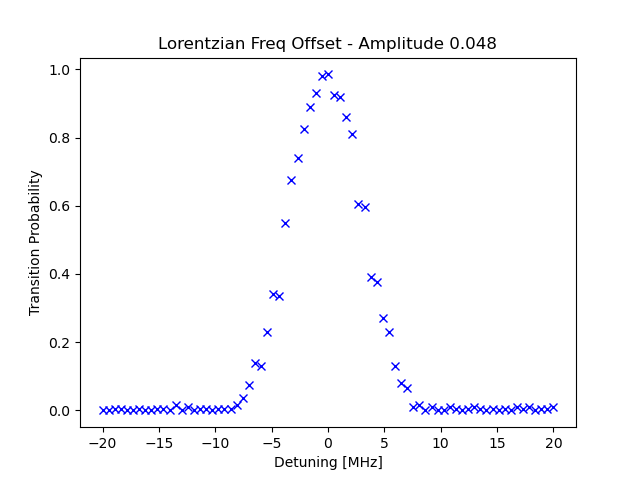 Lorentzian Freq Offset - Amplitude 0.048
Transition Probability
1.0
0.8
0.6
0.4
0.2
0.0
−20 −15 −10 −5 0 5 10 15 20
Detuning [MHz]